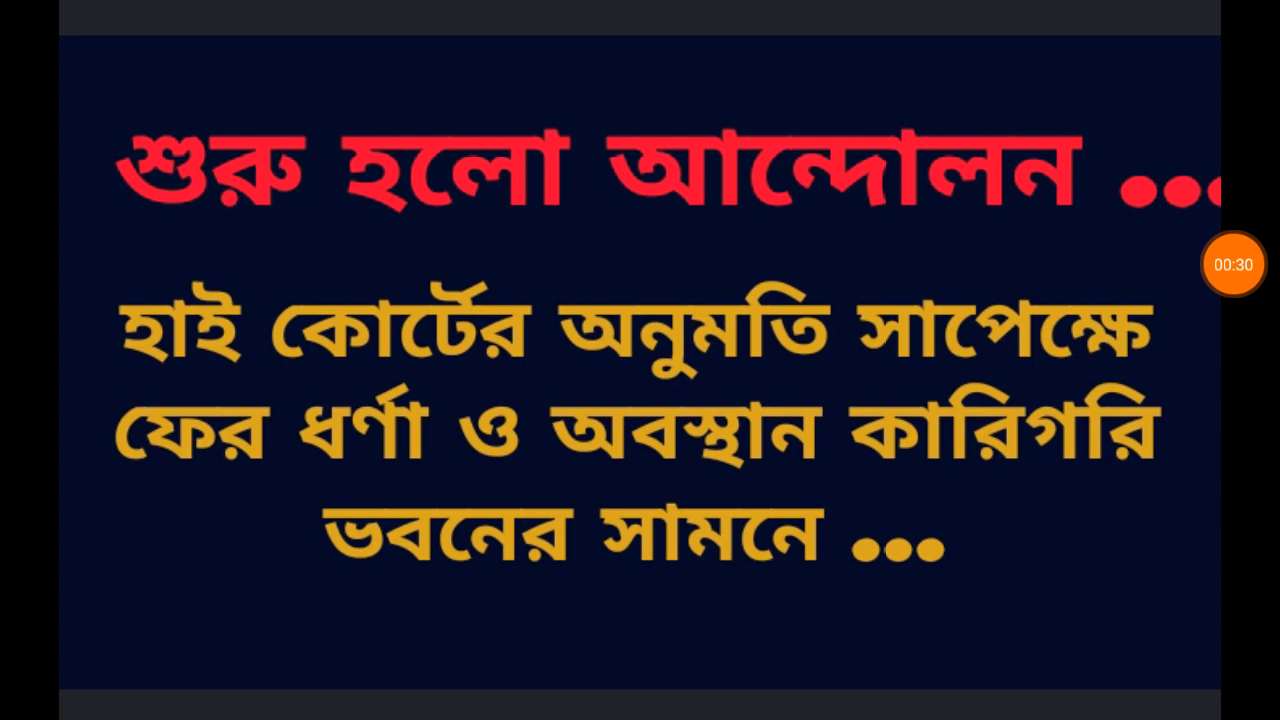 শুরু হলো আন্দোলন ...
00:30
হাই কোর্টের অনুমতি সাপেক্ষে
ফের ধর্ণা ও অবস্থান কারিগরি
ভবনের সামনে ...